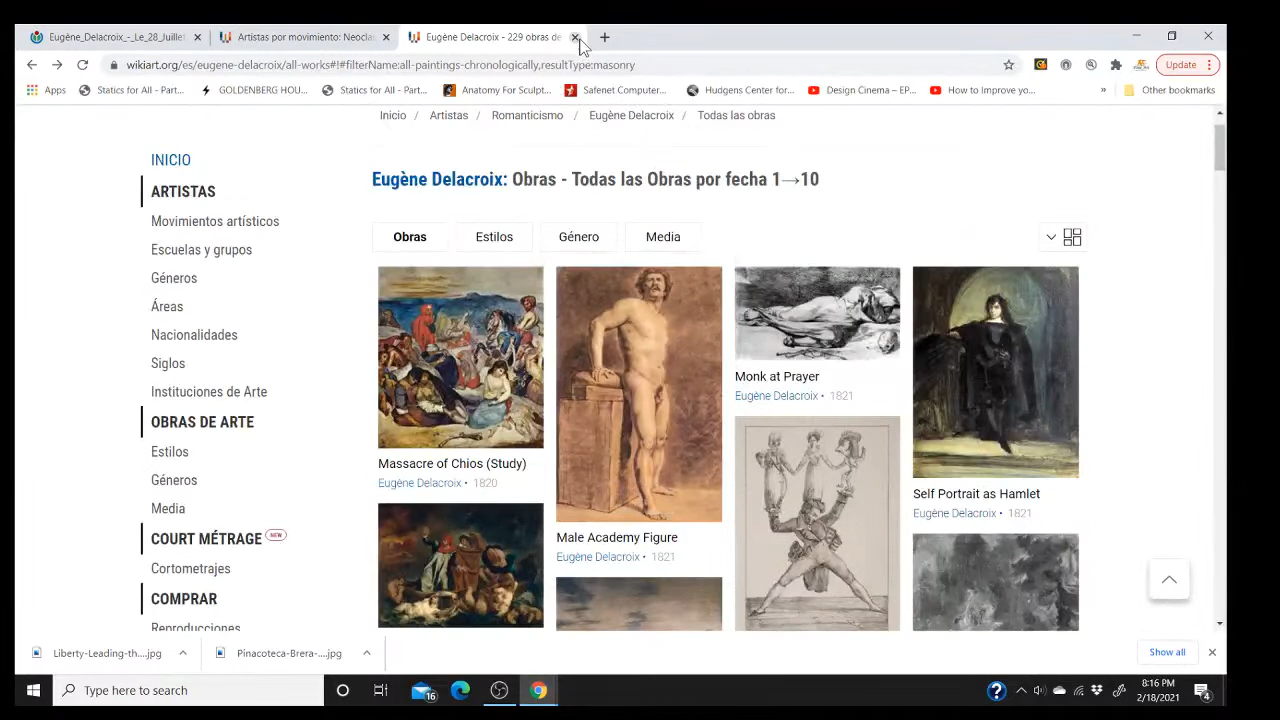 Eugène_Delacroix_-_Le_28_Juillet
Artistas por movimiento: Neoclas
Eugène Delacroix - 229 obras de
wikiart.org/es/eugene-delacroix/all-works#!#filterName:all-paintings-chronologically,resultType:masonry
Update
Apps
Statics for All - Part...
GOLDENBERG HOU...
Statics for All - Part...
Anatomy For Sculpt...
Safenet Computer...
Hudgens Center for...
Design Cinema – EP...
How to Improve yo...
»
Other bookmarks
Inicio / Artistas / Romanticismo / Eugène Delacroix / Todas las obras
INICIO
ARTISTAS
Movimientos artísticos
Escuelas y grupos
Géneros
Áreas
Nacionalidades
Siglos
Instituciones de Arte
OBRAS DE ARTE
Estilos
Géneros
Media
COURT MÉTRAGE NEW
Cortometrajes
COMPRAR
Reproducciones
Eugène Delacroix: Obras - Todas las Obras por fecha 1→10
Obras Estilos Género Media
Massacre of Chios (Study)
Eugène Delacroix • 1820
Male Academy Figure
Eugène Delacroix • 1821
Monk at Prayer
Eugène Delacroix • 1821
Self Portrait as Hamlet
Eugène Delacroix • 1821
Liberty-Leading-th....jpg
Pinacoteca-Brera-....jpg
Show all
Type here to search
16
8:16 PM
2/18/2021
4